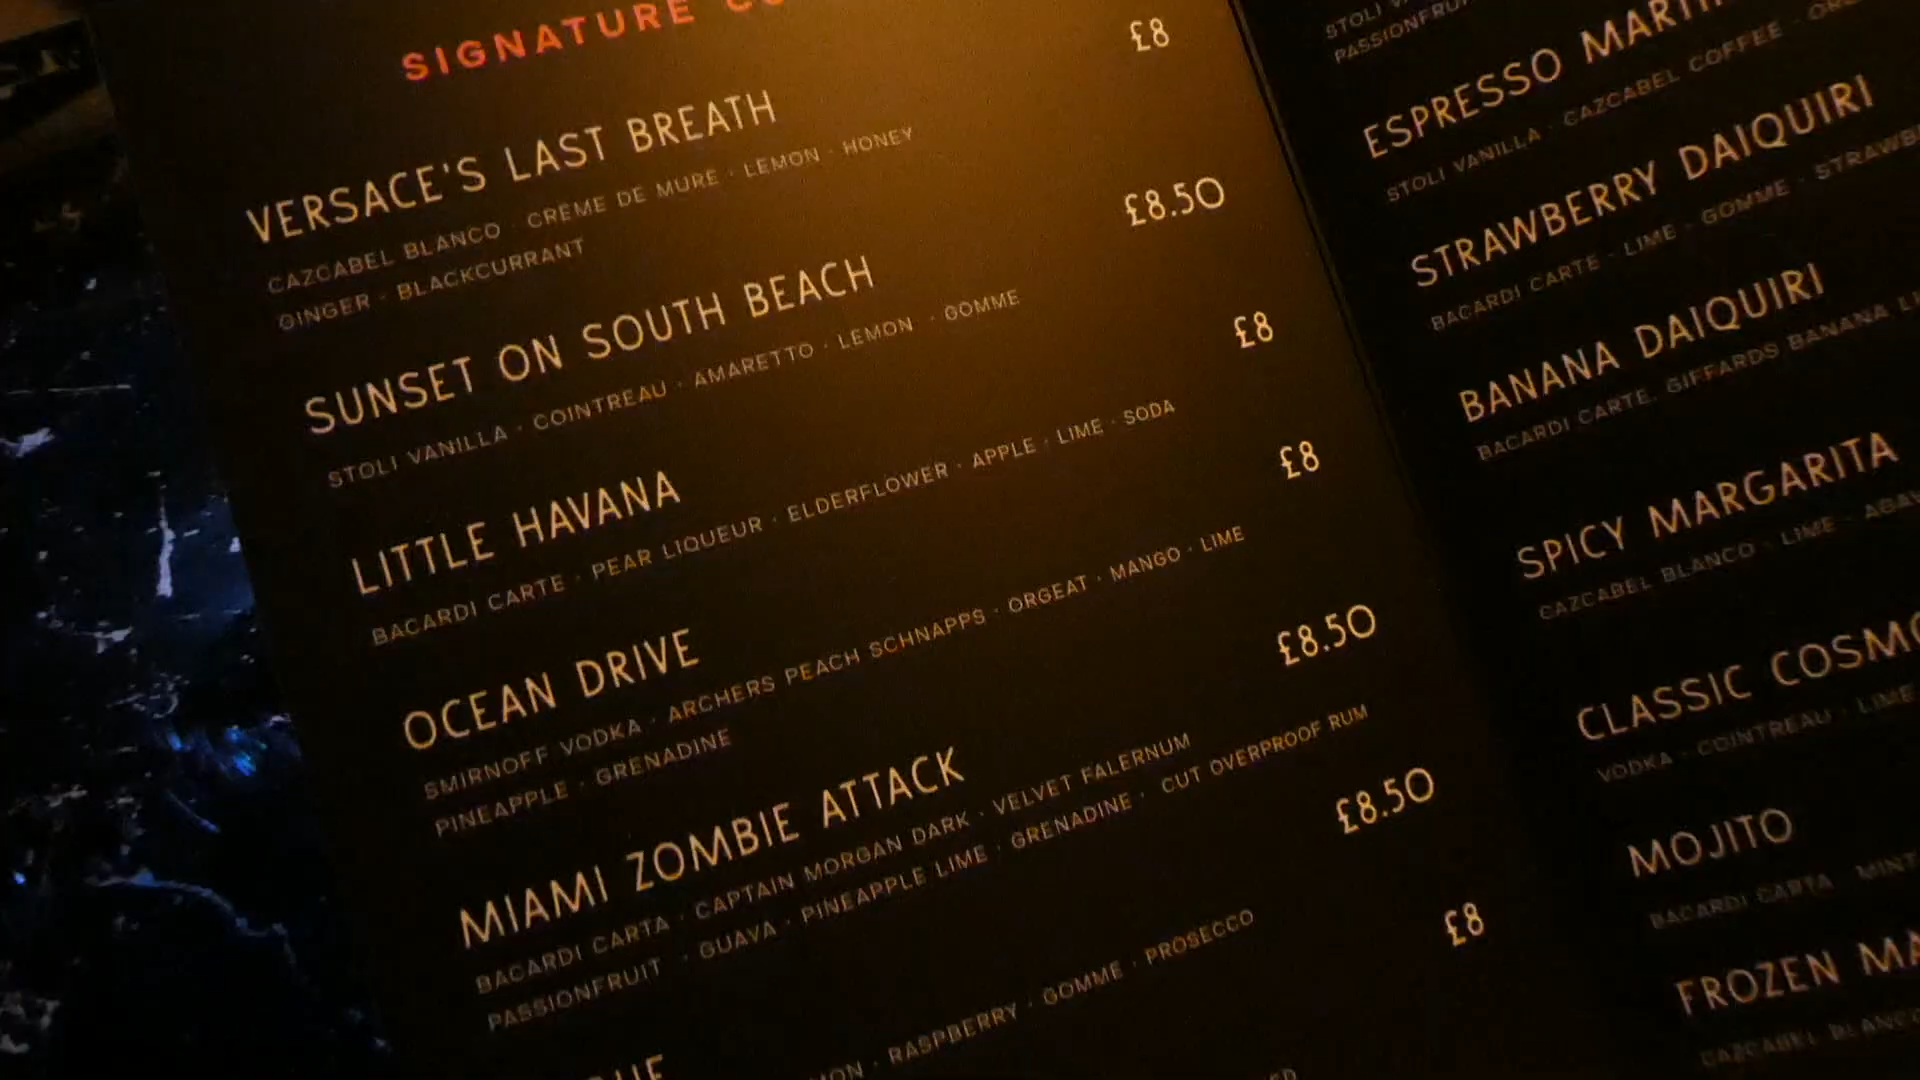 SIGNATURE
VERSACE'S LAST BREATH £8
CAZCABEL BLANCO · CRÈME DE MURE · LEMON · HONEY
GINGER · BLACKCURRANT
SUNSET ON SOUTH BEACH £8.50
STOLI VANILLA · COINTREAU · AMARETTO · LEMON · GOMME
LITTLE HAVANA £8
BACARDI CARTE · PEAR LIQUEUR · ELDERFLOWER · APPLE · LIME · SODA
OCEAN DRIVE £8
SMIRNOFF VODKA · ARCHERS PEACH SCHNAPPS · ORGEAT · MANGO · LIME
PINEAPPLE · GRENADINE
MIAMI ZOMBIE ATTACK £8.50
BACARDI CARTA · CAPTAIN MORGAN DARK · VELVET FALERNUM
PASSIONFRUIT · GUAVA · PINEAPPLE LIME · GRENADINE · CUT OVERPROOF RUM
£8.50
RASPBERRY · GOMME · PROSECCO
£8
STOLI
ESPRESSO
STOLI VANILLA · CAZCABEL COFFEE
STRAWBERRY DAIQUIRI
BACARDI CARTE · LIME · GOMME
BANANA DAIQUIRI
BACARDI CARTE, GIFFARDS BANANA
SPICY MARGARITA
CAZCABEL BLANCO · LIME
CLASSIC
VODKA · COINTREAU · LIME
MOJITO
BACARDI CARTA · MINT
FROZEN
CAZCABEL